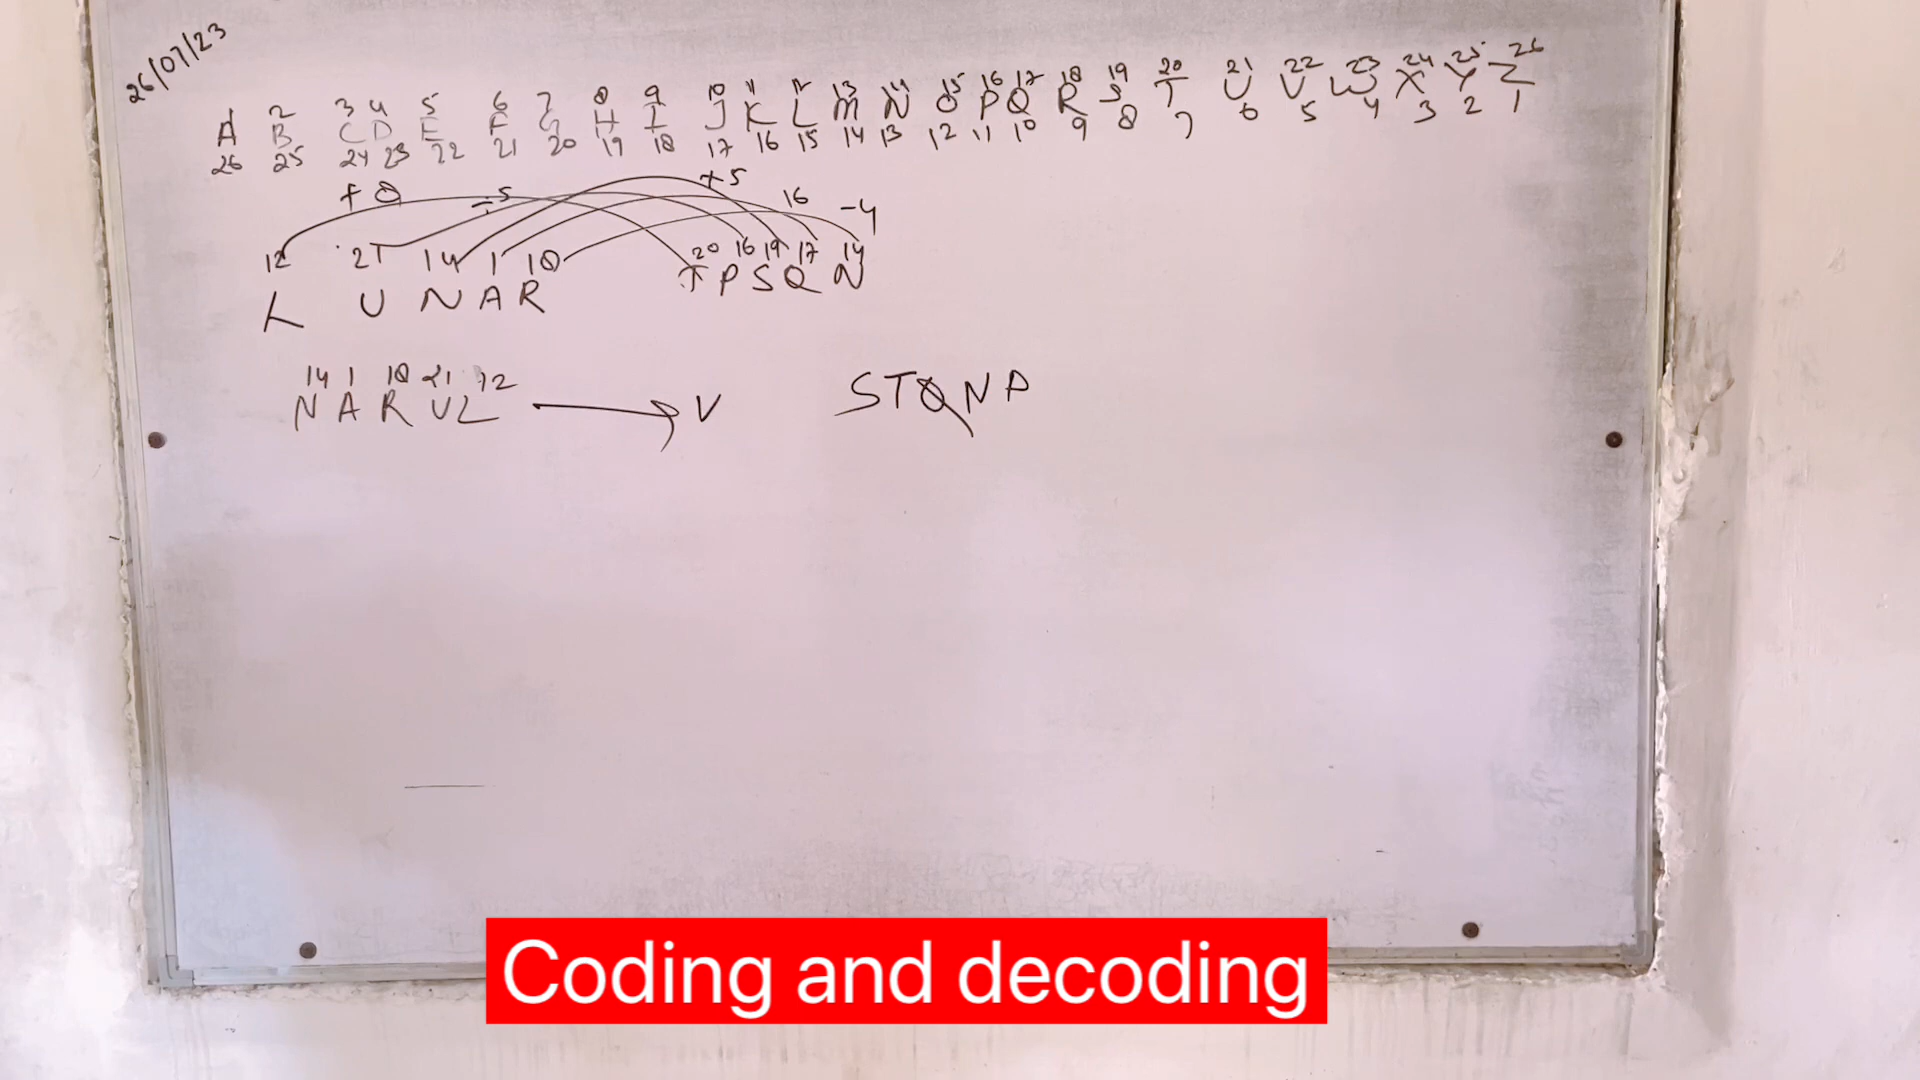 26/07/23
1 2 3 4 5 6 7 8 9 10 11 12 13 14 15 16 17 18 19 20 21 22 23 24 25 26
A B C D E F G H I J K L M N O P Q R S T U V W X Y Z
26 25 24 23 22 21 20 19 18 17 16 15 14 13 12 11 10 9 8 7 6 5 4 3 2 1
+8 -5 +5 16 -4
12 21 14 1 18 20 16 19 17 14
L U N A R T P S Q N
14 1 18 21 12
N A R U L V S T Q N P
Coding and decoding